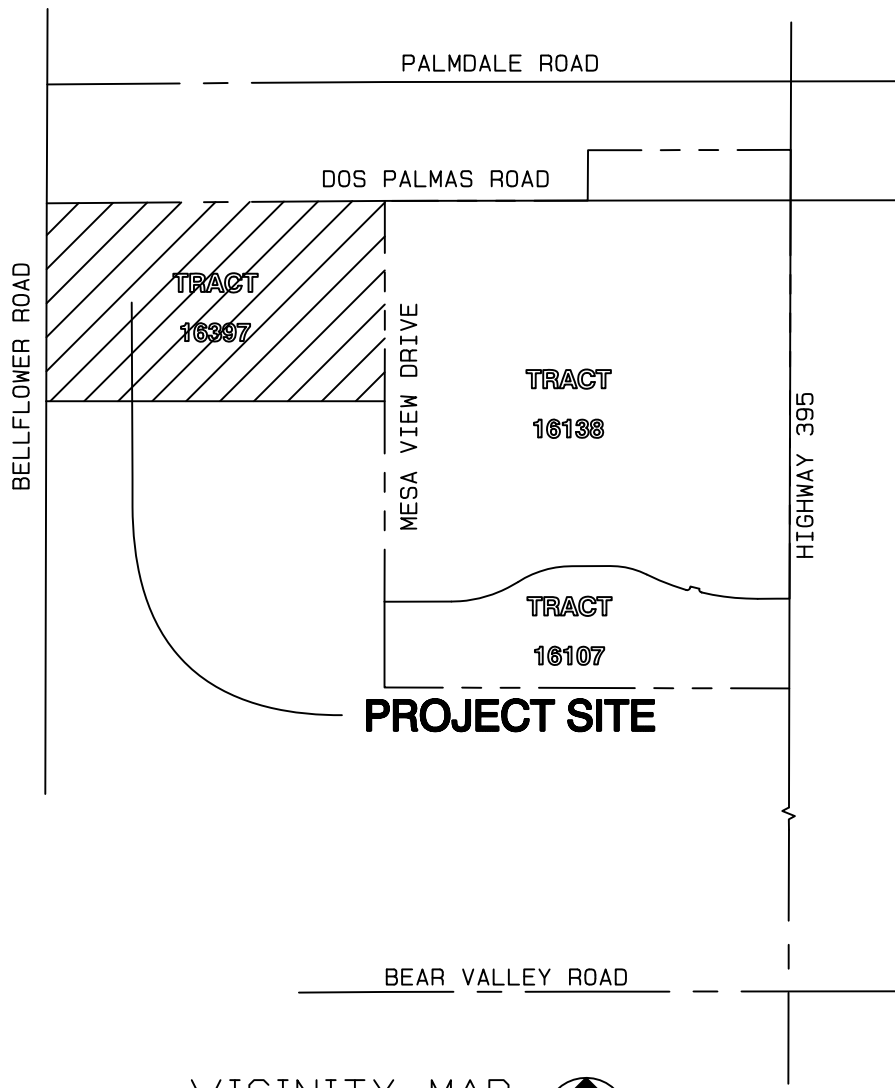 PALMDALE ROAD
DOS PALMAS ROAD
TRACT
16397
BELLFLOWER ROAD
MESA VIEW DRIVE
TRACT
16138
HIGHWAY 395
TRACT
16107
PROJECT SITE
BEAR VALLEY ROAD
VICINITY MAP